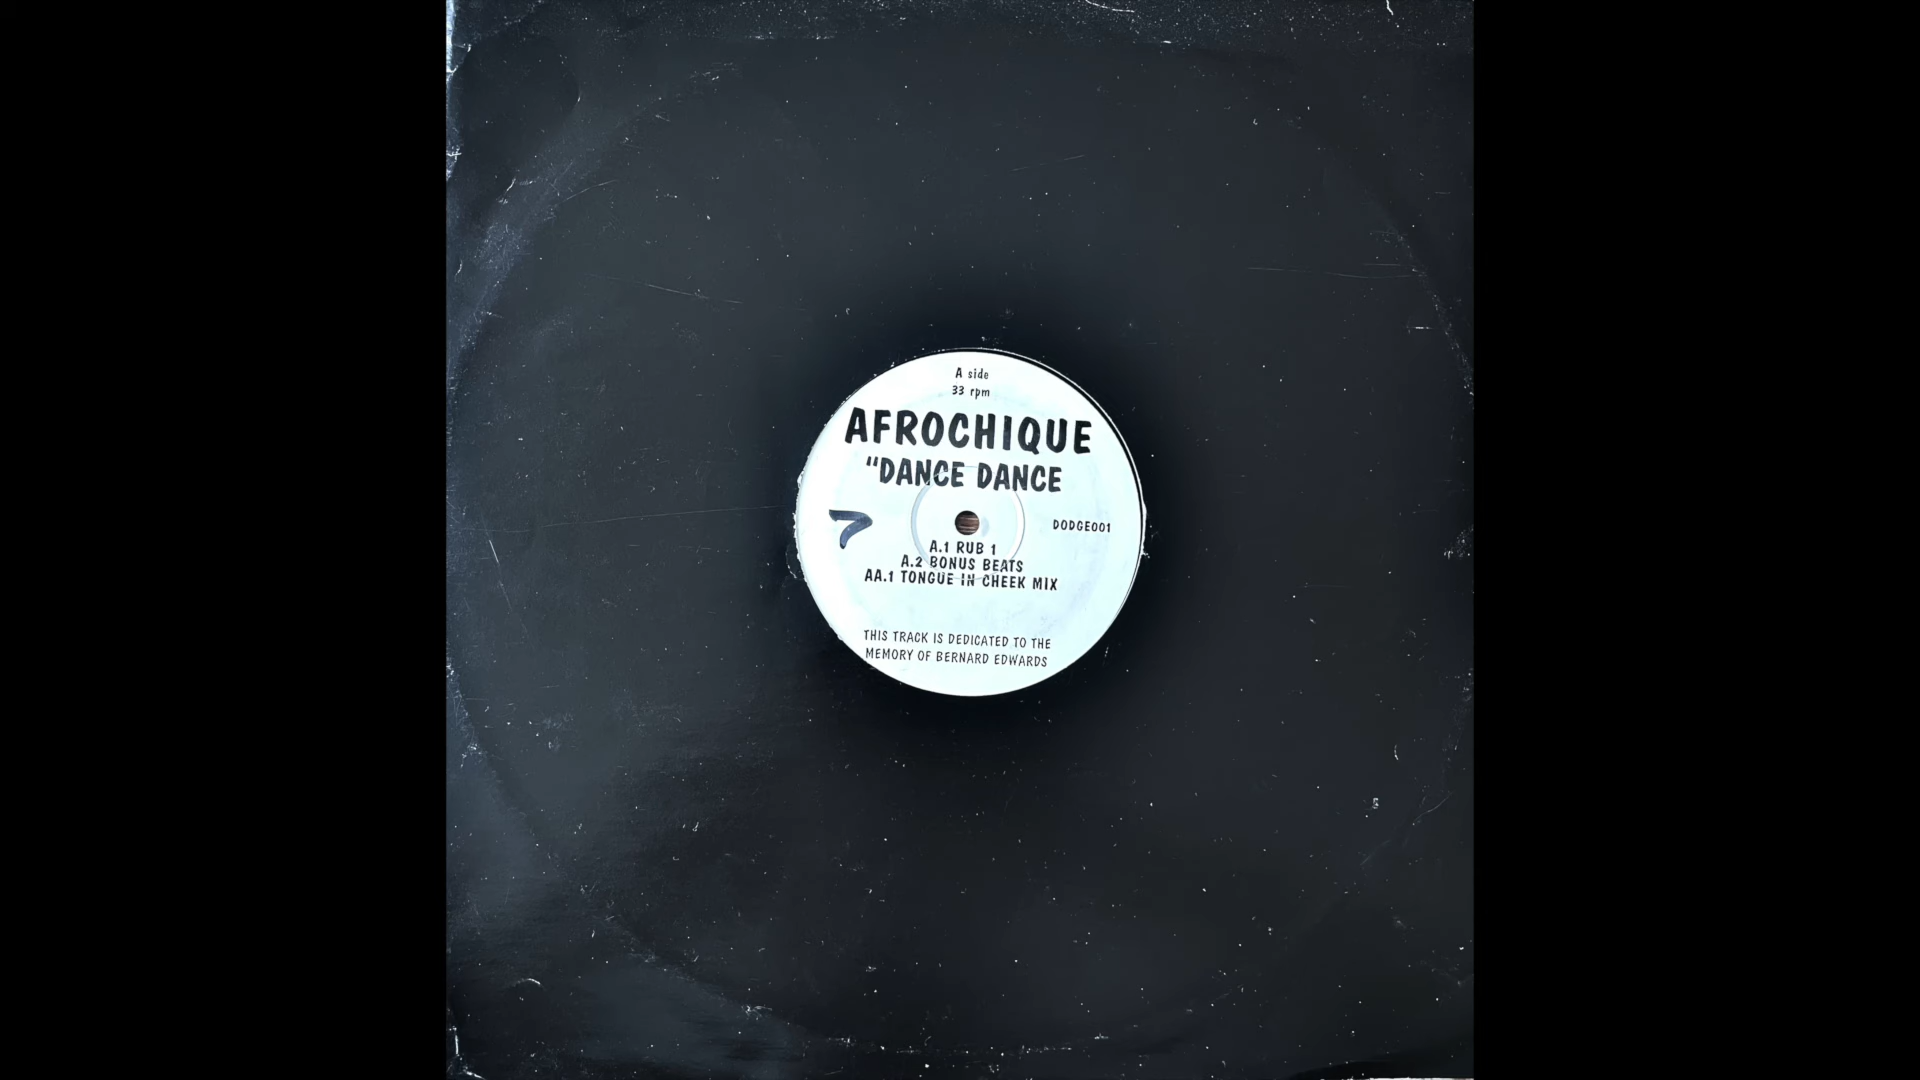 A side
33 rpm
AFROCHIQUE
"DANCE DANCE
7
DODGE001
A.1 RUB 1
A.2 BONUS BEATS
AA.1 TONGUE IN CHEEK MIX
THIS TRACK IS DEDICATED TO THE
MEMORY OF BERNARD EDWARDS